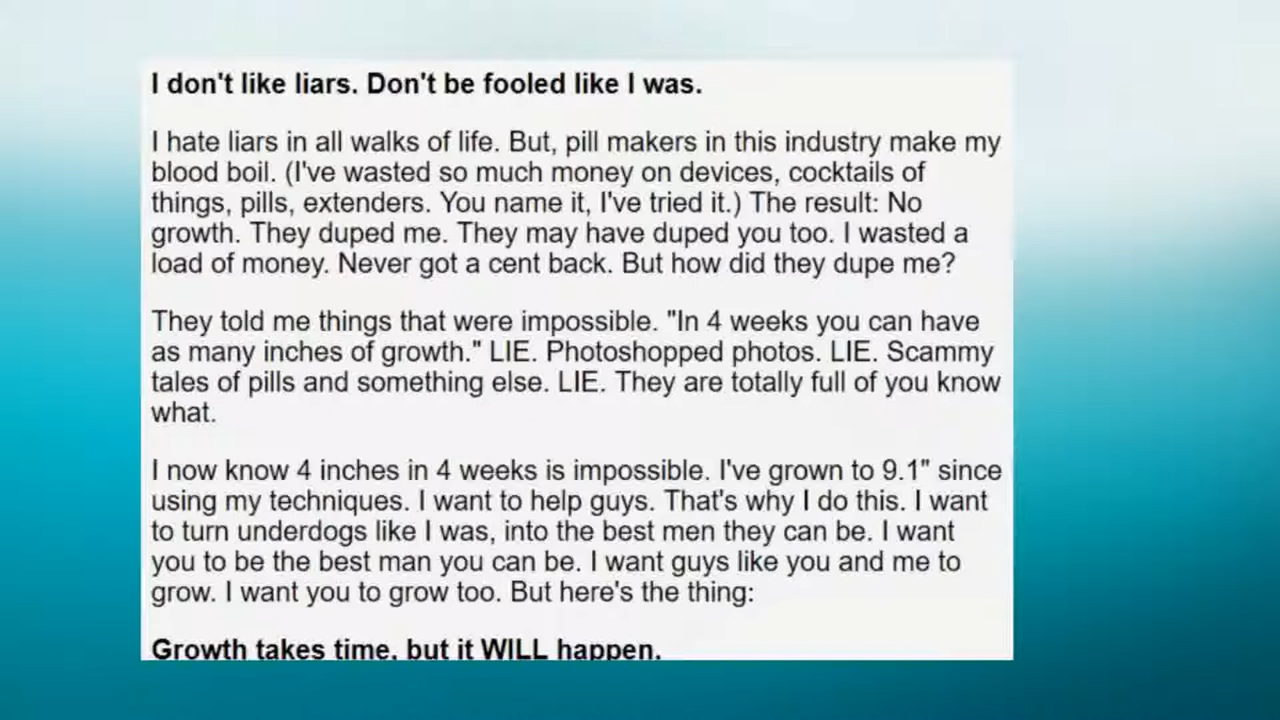 I don't like liars. Don't be fooled like I was.
I hate liars in all walks of life. But, pill makers in this industry make my
blood boil. (I've wasted so much money on devices, cocktails of
things, pills, extenders. You name it, I've tried it.) The result: No
growth. They duped me. They may have duped you too. I wasted a
load of money. Never got a cent back. But how did they dupe me?
They told me things that were impossible. "In 4 weeks you can have
as many inches of growth." LIE. Photoshopped photos. LIE. Scammy
tales of pills and something else. LIE. They are totally full of you know
what.
I now know 4 inches in 4 weeks is impossible. I've grown to 9.1" since
using my techniques. I want to help guys. That's why I do this. I want
to turn underdogs like I was, into the best men they can be. I want
you to be the best man you can be. I want guys like you and me to
grow. I want you to grow too. But here's the thing:
Growth takes time, but it WILL happen.